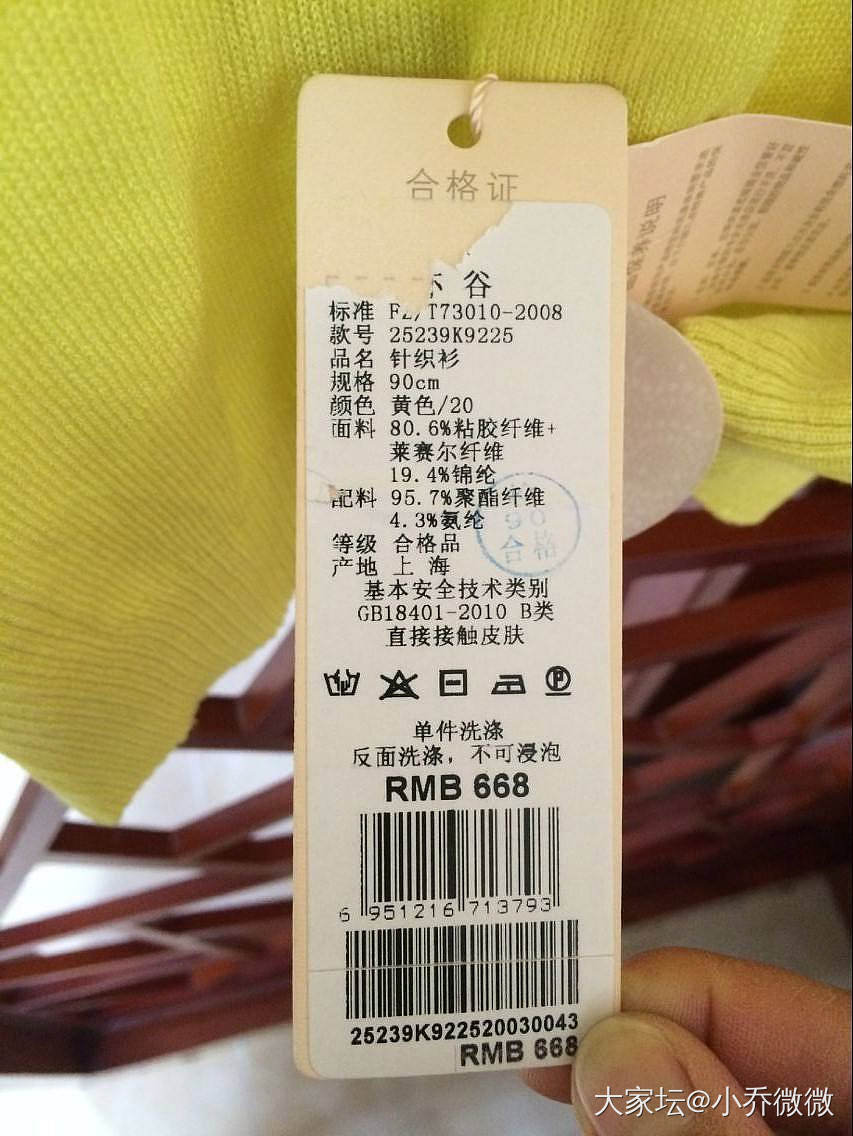 合格证
谷
标准 FZ/T73010-2008
款号 25239K9225
品名 针织衫
规格 90cm
颜色 黄色/20
面料 80.6%粘胶纤维+
莱赛尔纤维
19.4%锦纶
配料 95.7%聚酯纤维
4.3%氨纶
90
合格
等级 合格品
产地 上海
基本安全技术类别
GB18401-2010 B类
直接接触皮肤
P
单件洗涤
反面洗涤，不可浸泡
RMB 668
6 951216 713793
25239K922520030043
RMB 668
大家坛@小乔微微